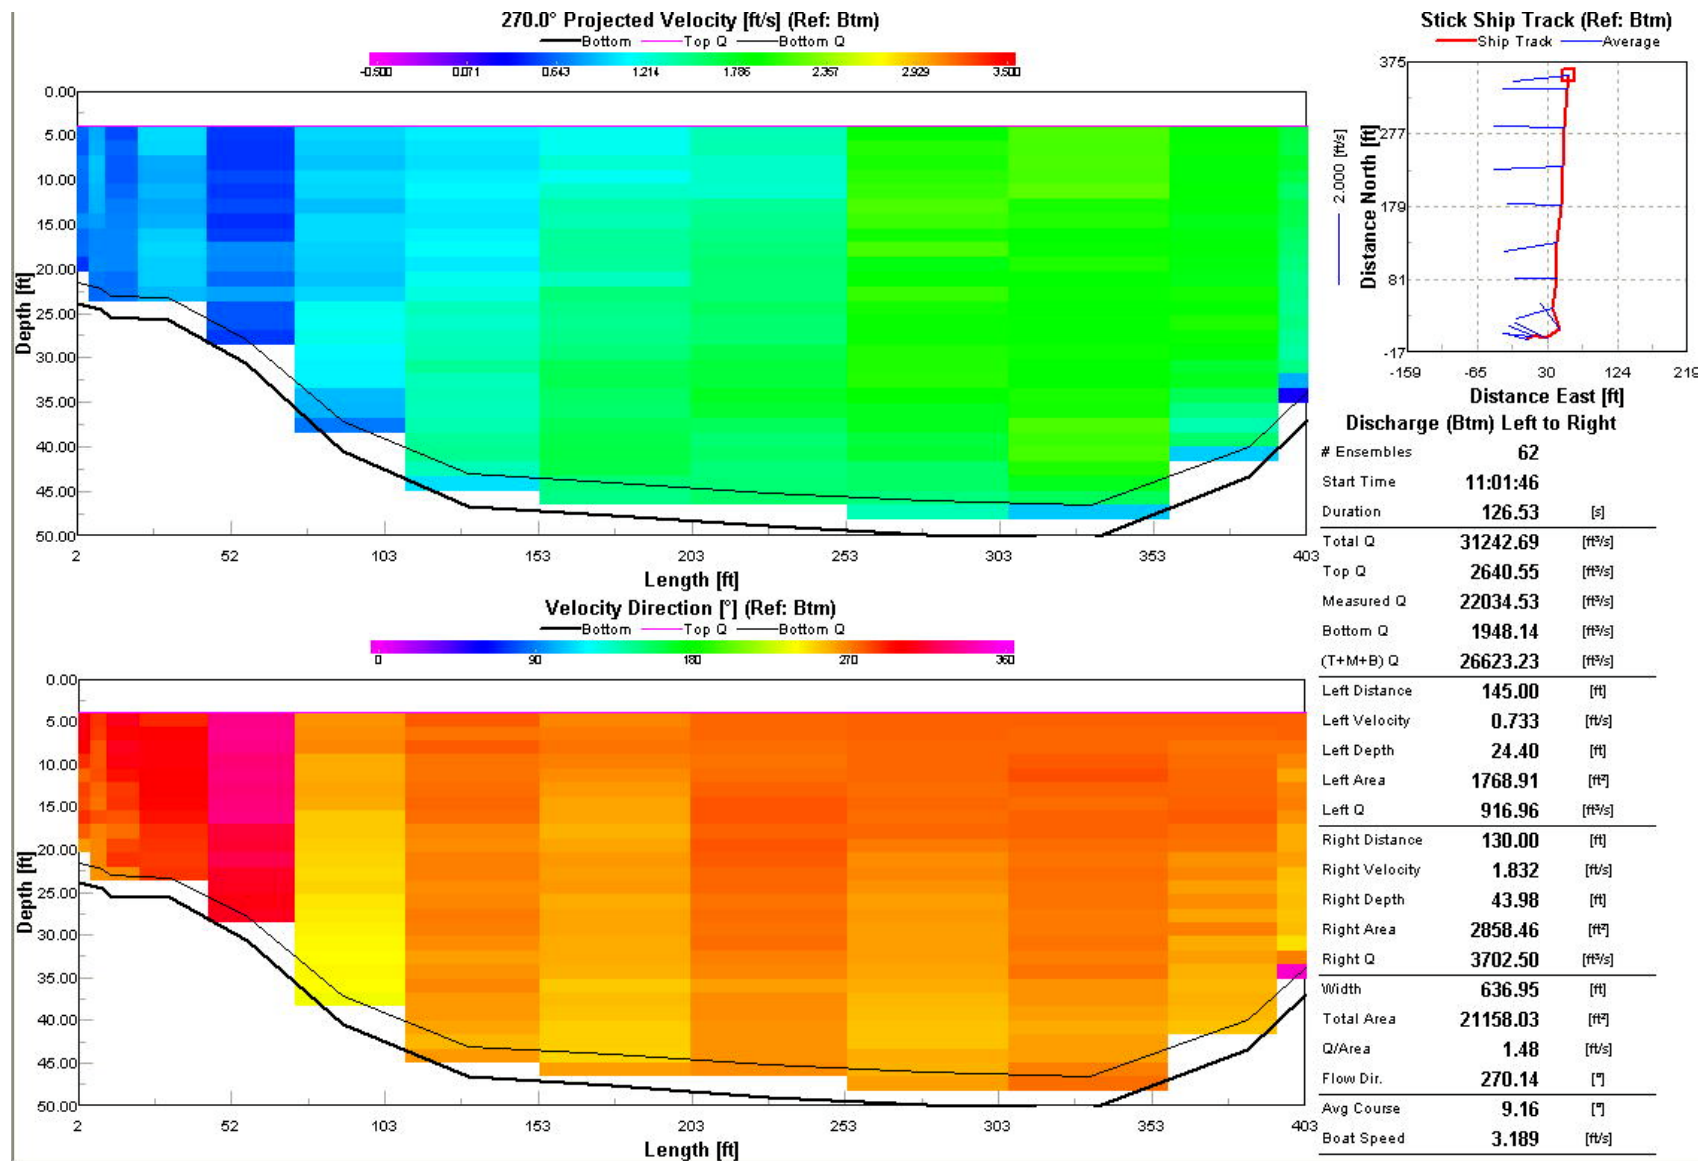 270.0° Projected Velocity [ft/s] (Ref: Btm)
Bottom Top Q Bottom Q
-0.500 0.071 0.643 1.214 1.786 2.357 2.929 3.500
0.00
5.00
10.00
15.00
20.00
25.00
30.00
35.00
40.00
45.00
50.00
Depth [ft]
2 52 103 153 203 253 303 353 403
Length [ft]
Velocity Direction [°] (Ref: Btm)
Bottom Top Q Bottom Q
0 90 180 270 360
0.00
5.00
10.00
15.00
20.00
25.00
30.00
35.00
40.00
45.00
50.00
Depth [ft]
2 52 103 153 203 253 303 353 403
Length [ft]
Stick Ship Track (Ref: Btm)
Ship Track Average
2.000 [ft/s]
Distance North [ft]
375
277
179
81
-17
-159 -65 30 124 219
Distance East [ft]
Discharge (Btm) Left to Right
# Ensembles 62
Start Time 11:01:46
Duration 126.53 [s]
Total Q 31242.69 [ft³/s]
Top Q 2640.55 [ft³/s]
Measured Q 22034.53 [ft³/s]
Bottom Q 1948.14 [ft³/s]
(T+M+B) Q 26623.23 [ft³/s]
Left Distance 145.00 [ft]
Left Velocity 0.733 [ft/s]
Left Depth 24.40 [ft]
Left Area 1768.91 [ft²]
Left Q 916.96 [ft³/s]
Right Distance 130.00 [ft]
Right Velocity 1.832 [ft/s]
Right Depth 43.98 [ft]
Right Area 2858.46 [ft²]
Right Q 3702.50 [ft³/s]
Width 636.95 [ft]
Total Area 21158.03 [ft²]
Q/Area 1.48 [ft/s]
Flow Dir. 270.14 [°]
Avg Course 9.16 [°]
Boat Speed 3.189 [ft/s]